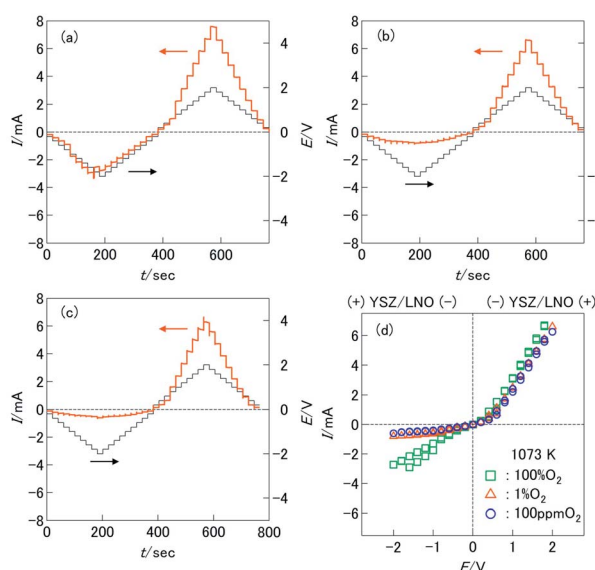 (a)
8
6
4
2
0
−2
−4
−6
−8
I/mA
4
2
0
−2
−4
E/V
0 200 400 600
t/sec
(b)
8
6
4
2
0
−2
−4
−6
−8
I/mA
0 200 400 600
t/sec
(c)
8
6
4
2
0
−2
−4
−6
−8
I/mA
4
2
0
−2
−4
E/V
0 200 400 600 800
t/sec
(+) YSZ/LNO (−) (−) YSZ/LNO (+)
(d)
6
4
2
0
−2
−4
−6
I/mA
1073 K
: 100%O2
: 1%O2
: 100ppmO2
−2 −1 0 1 2
E/V